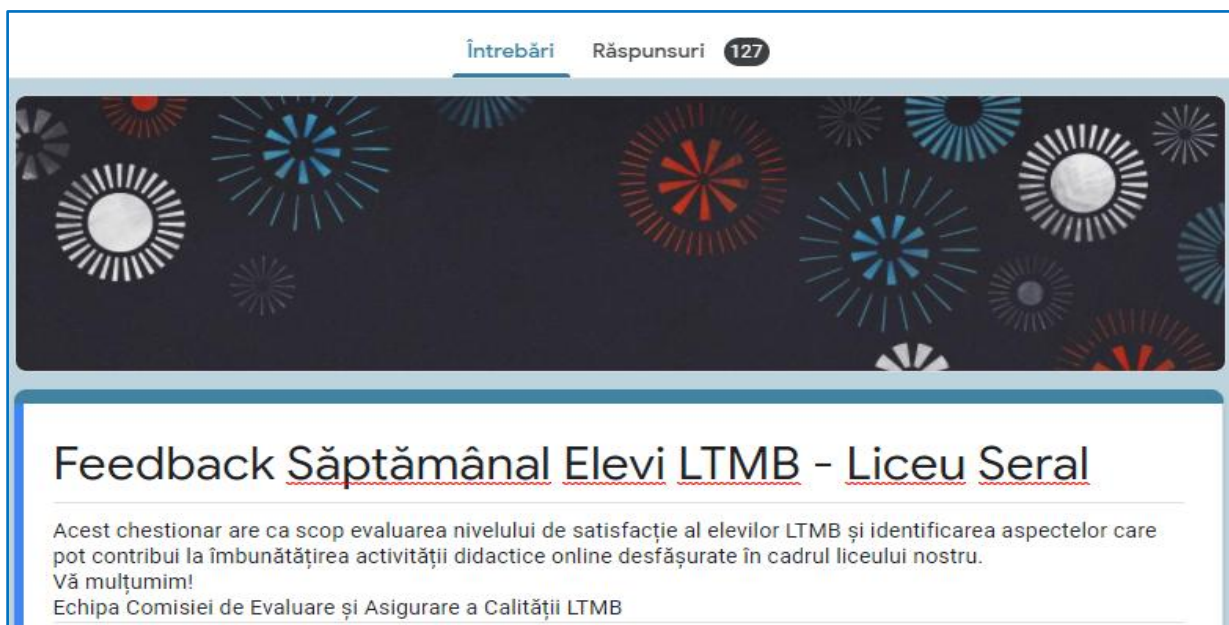 Întrebări Răspunsuri 127
Feedback Săptămânal Elevi LTMB - Liceu Seral
Acest chestionar are ca scop evaluarea nivelului de satisfacție al elevilor LTMB și identificarea aspectelor care
pot contribui la îmbunătățirea activității didactice online desfășurate în cadrul liceului nostru.
Vă mulțumim!
Echipa Comisiei de Evaluare și Asigurare a Calității LTMB